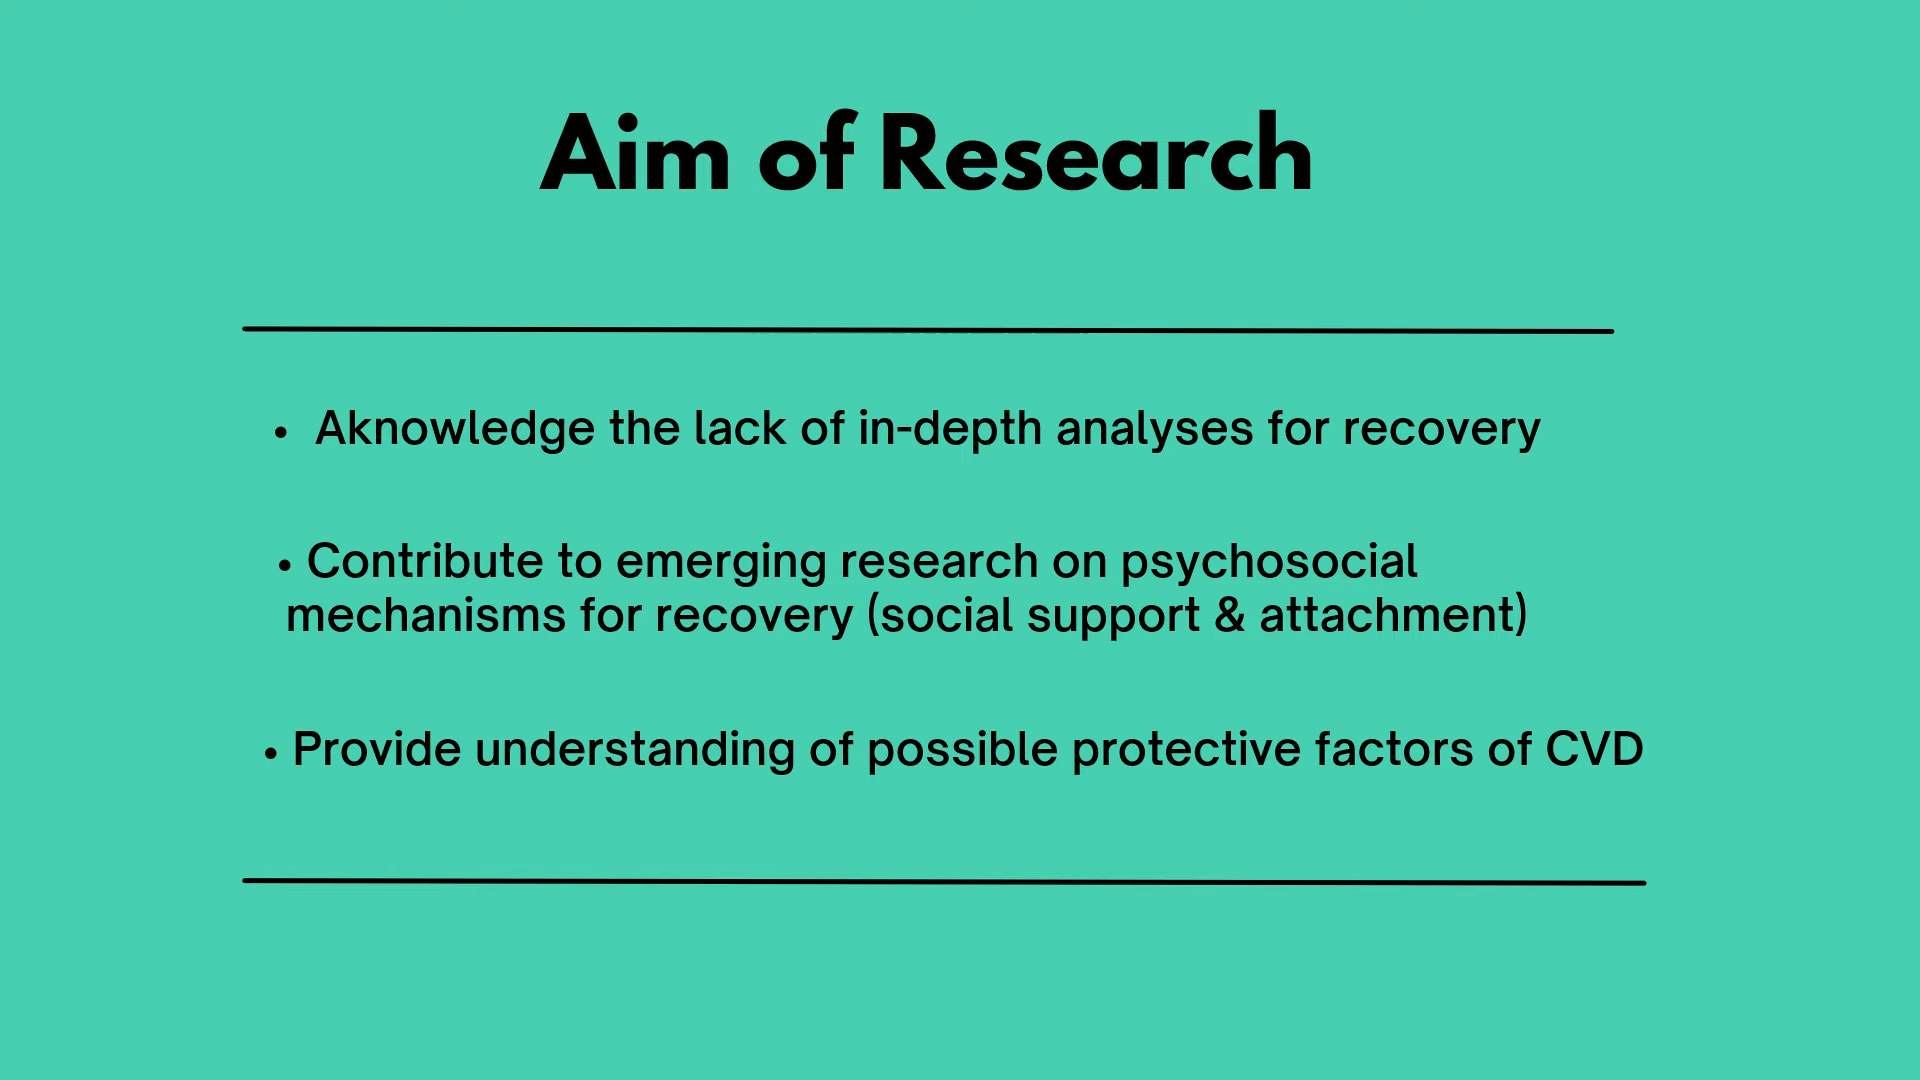 Aim of Research
• Aknowledge the lack of in-depth analyses for recovery
• Contribute to emerging research on psychosocial
mechanisms for recovery (social support & attachment)
• Provide understanding of possible protective factors of CVD